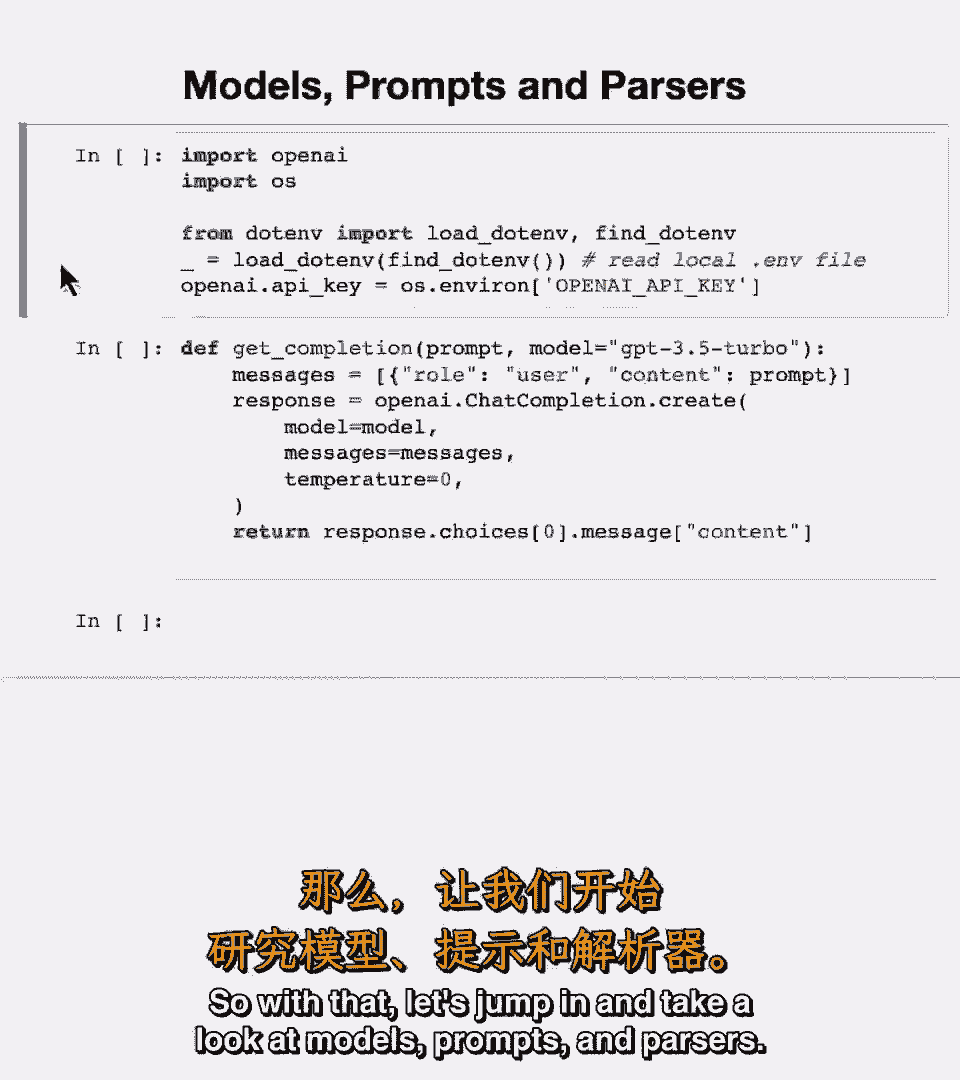 Models, Prompts and Parsers
In [ ]: import openai
import os
from dotenv import load_dotenv, find_dotenv
_ = load_dotenv(find_dotenv()) # read local .env file
openai.api_key = os.environ['OPENAI_API_KEY']
In [ ]: def get_completion(prompt, model="gpt-3.5-turbo"):
messages = [{"role": "user", "content": prompt}]
response = openai.ChatCompletion.create(
model=model,
messages=messages,
temperature=0,
)
return response.choices[0].message["content"]
In [ ]:
那么，让我们开始
研究模型、提示和解析器。
So with that, let's jump in and take a
look at models, prompts, and parsers.